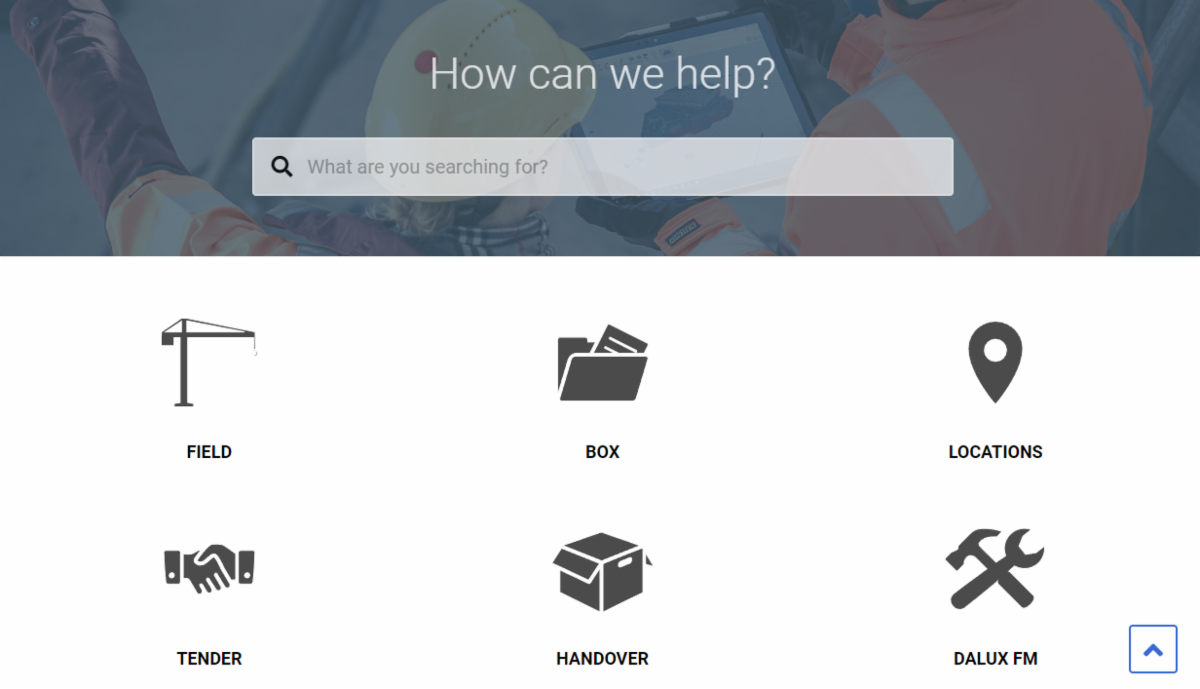 How can we help?
What are you searching for?
FIELD
BOX
LOCATIONS
TENDER
HANDOVER
DALUX FM